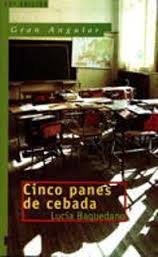 Gran Angular
Cinco panes
de cebada
Lucía Baquedano